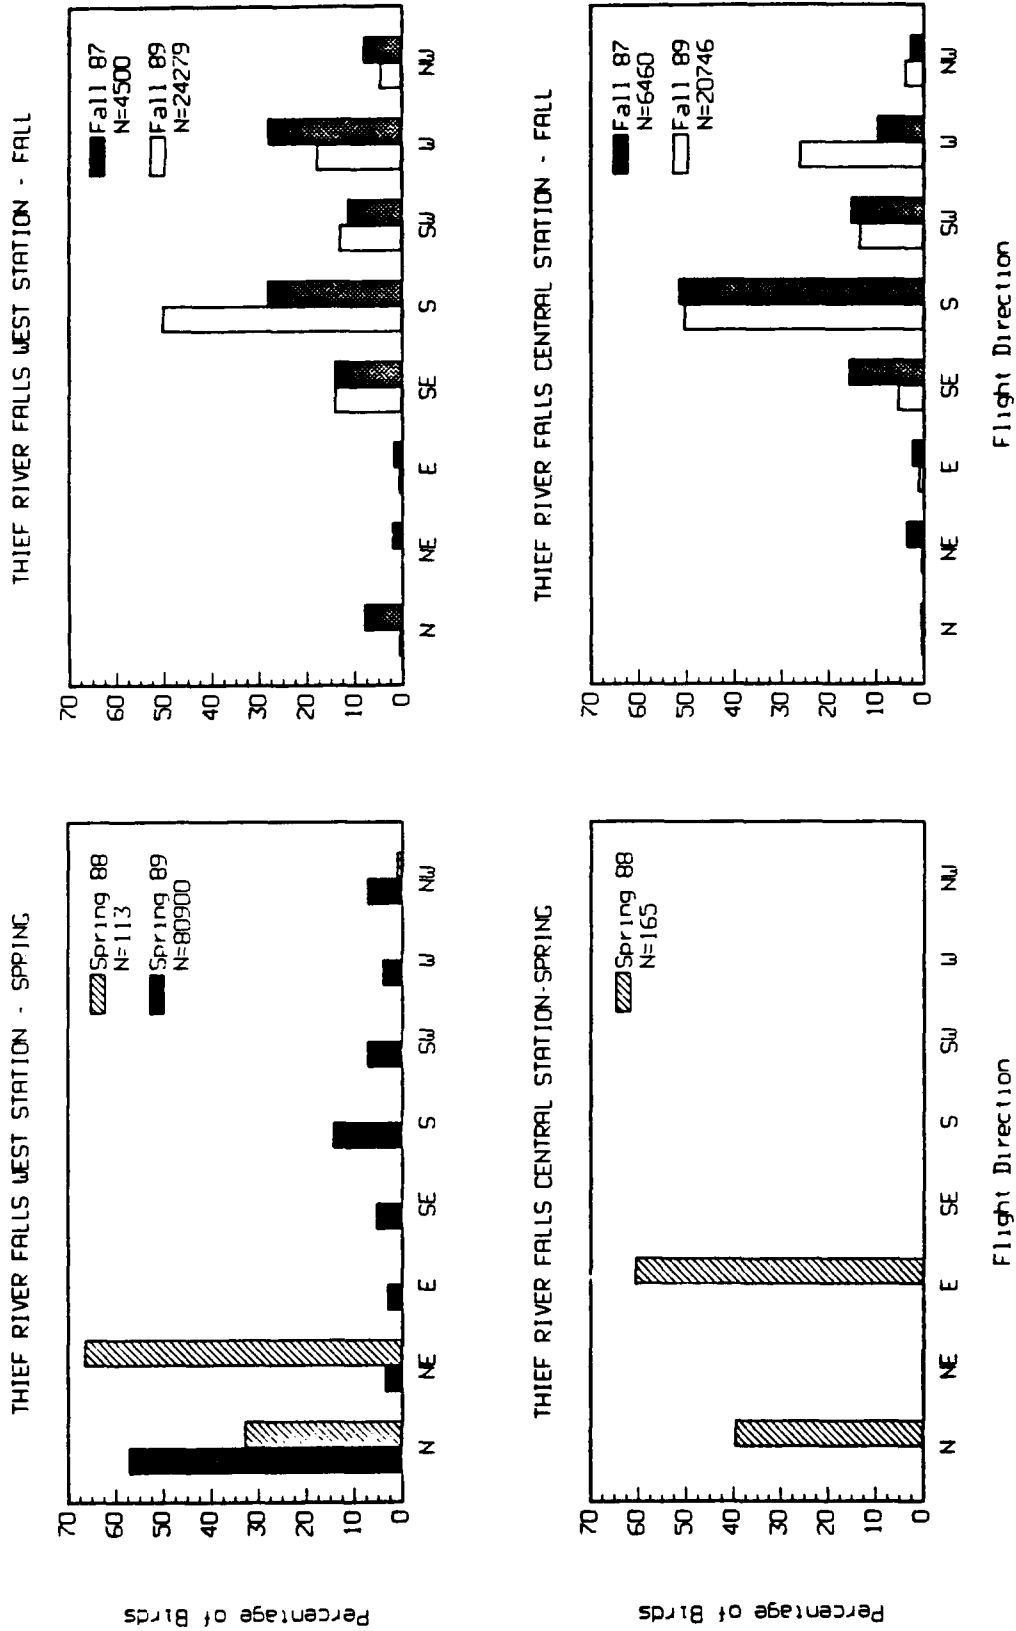 THIEF RIVER FALLS WEST STATION - SPRING
Percentage of Birds
70
60
50
40
30
20
10
0
Spring 88
N=113
Spring 89
N=80900
N NE E SE S SW W NW
THIEF RIVER FALLS WEST STATION - FALL
70
60
50
40
30
20
10
0
Fall 87
N=4500
Fall 89
N=24279
N NE E SE S SW W NW
THIEF RIVER FALLS CENTRAL STATION-SPRING
Percentage of Birds
70
60
50
40
30
20
10
0
Spring 88
N=165
N NE E SE S SW W NW
Flight Direction
THIEF RIVER FALLS CENTRAL STATION - FALL
70
60
50
40
30
20
10
0
Fall 87
N=6460
Fall 89
N=20746
N NE E SE S SW W NW
Flight Direction